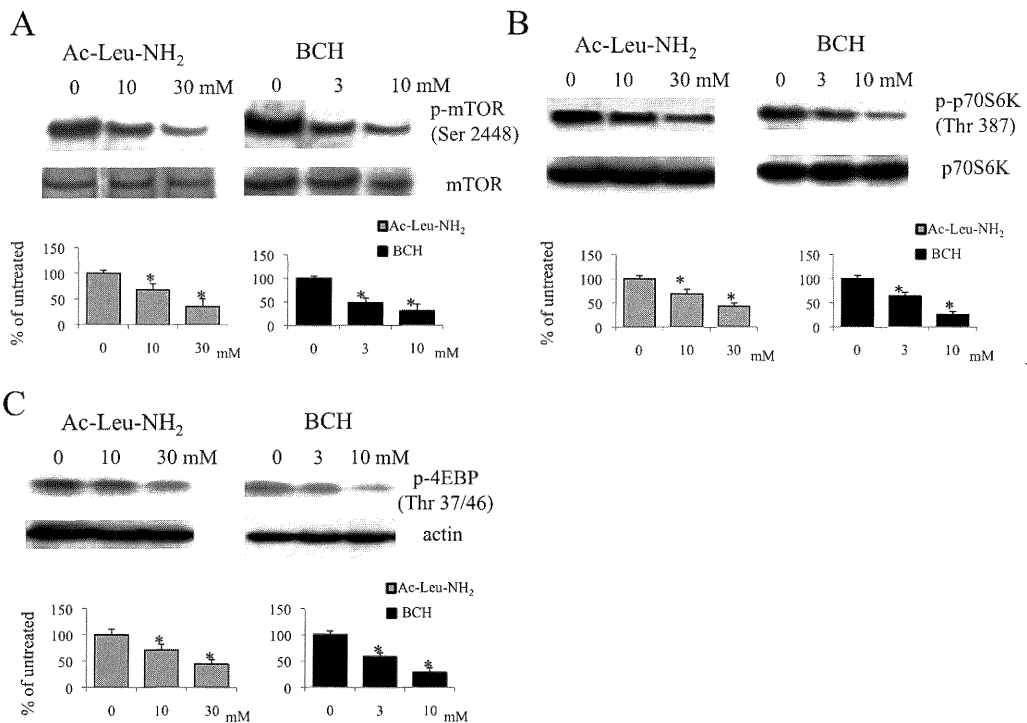 A
Ac-Leu-NH2
BCH
0 10 30 mM
0 3 10 mM
p-mTOR
(Ser 2448)
mTOR
Ac-Leu-NH2
BCH
% of untreated
150
100
50
0
0 10 30 mM
150
100
50
0
0 3 10 mM
B
Ac-Leu-NH2
BCH
0 10 30 mM
0 3 10 mM
p-p70S6K
(Thr 387)
p70S6K
Ac-Leu-NH2
BCH
% of untreated
150
100
50
0
* *
0 10 30 mM
150
100
50
0
* *
0 3 10 mM
C
Ac-Leu-NH2
BCH
0 10 30 mM
0 3 10 mM
p-4EBP
(Thr 37/46)
actin
Ac-Leu-NH2
BCH
% of untreated
150
100
50
0
* *
0 10 30 mM
150
100
50
0
* *
0 3 10 mM